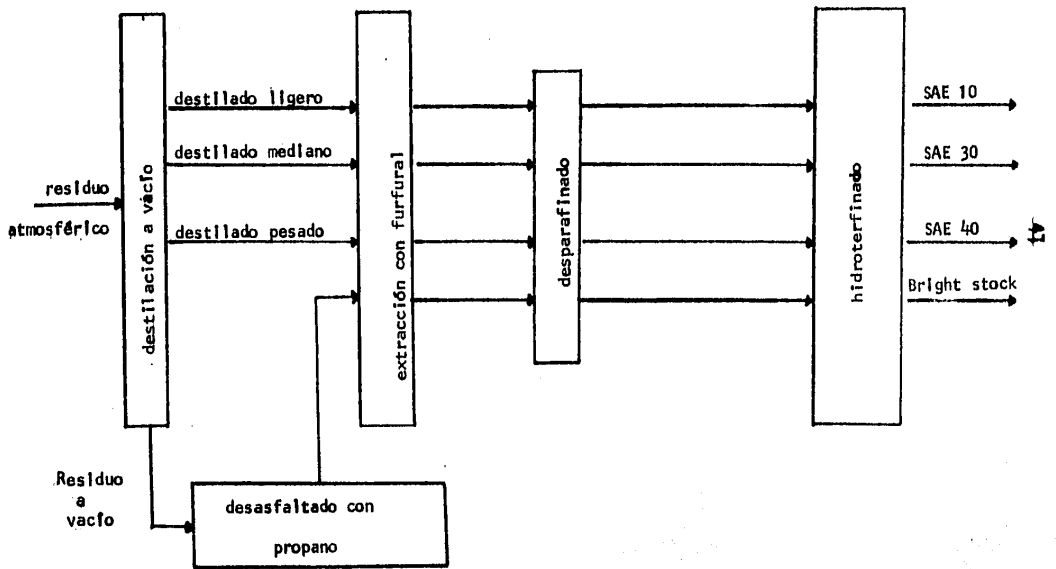 destilado ligero
destilado mediano
residuo
atmosférico
destilado pesado
destilación a vacío
extracción con furfural
desparafinado
hidroterfinado
SAE 10
SAE 30
SAE 40
Bright stock
47
Residuo
a
vacío
desasfaltado con
propano